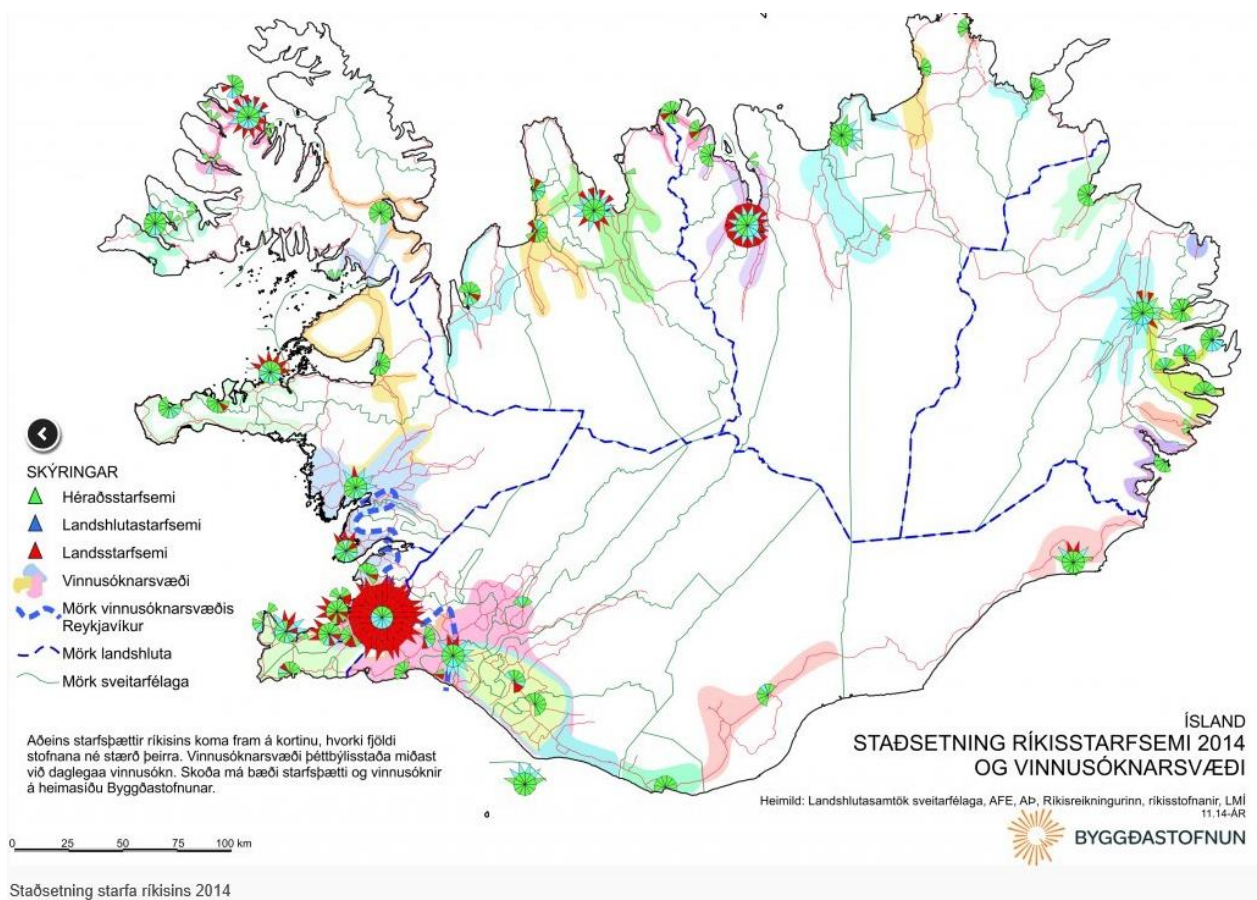 SKÝRINGAR
Héraðsstarfsemi
Landshlutastarfsemi
Landsstarfsemi
Vinnusóknarsvæði
Mörk vinnusóknarsvæðis
Reykjavíkur
Mörk landshluta
Mörk sveitarfélaga
Aðeins starfsþættir ríkisins koma fram á kortinu, hvorki fjöldi
stofnana né stærð þeirra. Vinnusóknarsvæði þéttbýlisstaða miðast
við daglegaa vinnusókn. Skoða má bæði starfsþætti og vinnusóknir
á heimasíðu Byggðastofnunar.
0 25 50 75 100 km
ÍSLAND
STAÐSETNING RÍKISSTARFSEMI 2014
OG VINNUSÓKNARSVÆÐI
Heimild: Landshlutasamtök sveitarfélaga, AFE, AÞ, Ríkisreikningurinn, ríkisstofnanir, LMÍ
11.14-ÁR
BYGGÐASTOFNUN
Staðsetning starfa ríkisins 2014